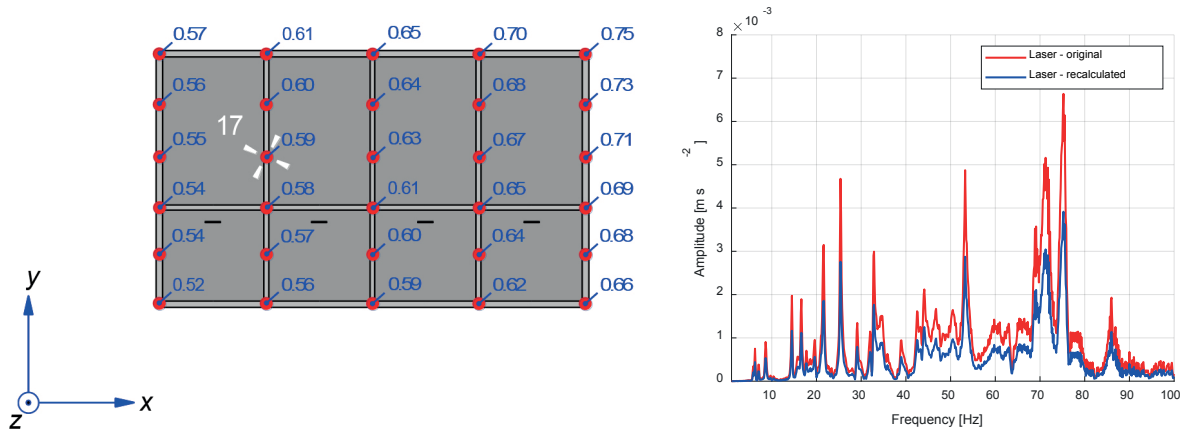 0.57 0.61 0.65 0.70 0.75
0.56 0.60 0.64 0.68 0.73
17
0.55 0.59 0.63 0.67 0.71
0.54 0.58 0.61 0.65 0.69
0.54 0.57 0.60 0.64 0.68
0.52 0.56 0.59 0.62 0.66
y
z
x
×10⁻³
8
7
6
5
4
3
2
1
0
Amplitude [m s⁻²]
Laser - original
Laser - recalculated
10 20 30 40 50 60 70 80 90 100
Frequency [Hz]